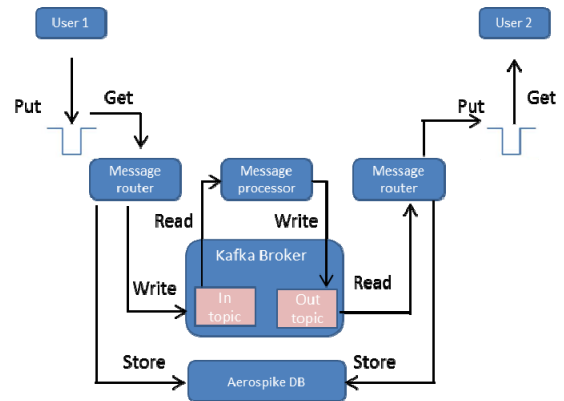 User 1
User 2
Put
Get
Put
Get
Message
router
Message
processor
Message
router
Read
Write
Kafka Broker
Write
In
topic
Out
topic
Read
Store
Store
Aerospike DB